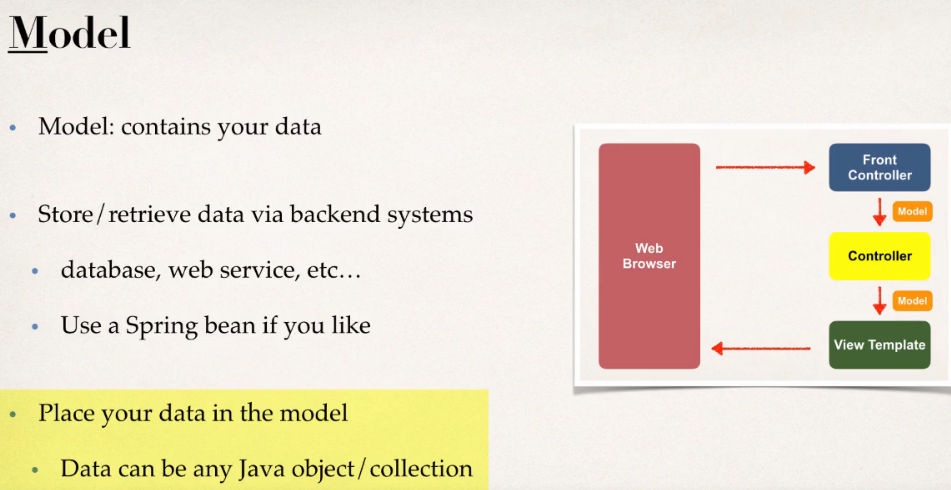 Model
• Model: contains your data
• Store/retrieve data via backend systems
• database, web service, etc…
• Use a Spring bean if you like
• Place your data in the model
• Data can be any Java object/collection
Web
Browser
Front
Controller
Model
Controller
Model
View Template